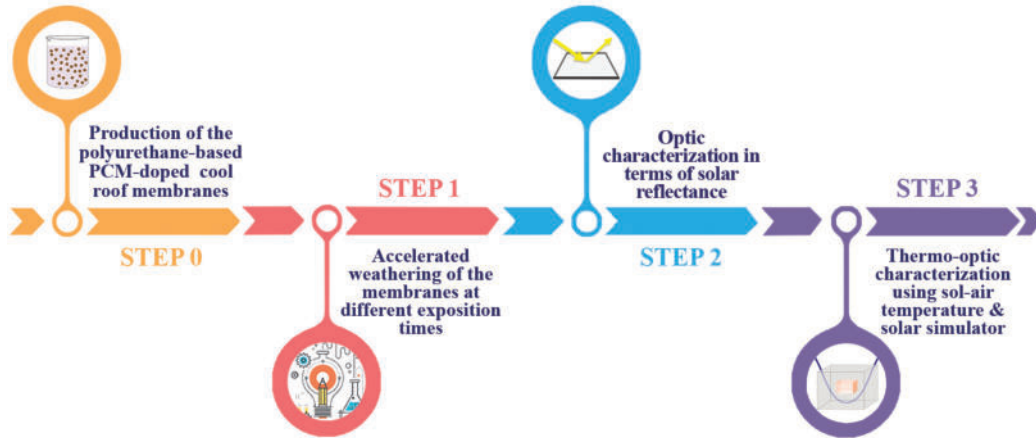 Production of the
polyurethane-based
PCM-doped cool
roof membranes
STEP 0
STEP 1
Accelerated
weathering of the
membranes at
different exposition
times
Optic
characterization in
terms of solar
reflectance
STEP 2
STEP 3
Thermo-optic
characterization
using sol-air
temperature &
solar simulator